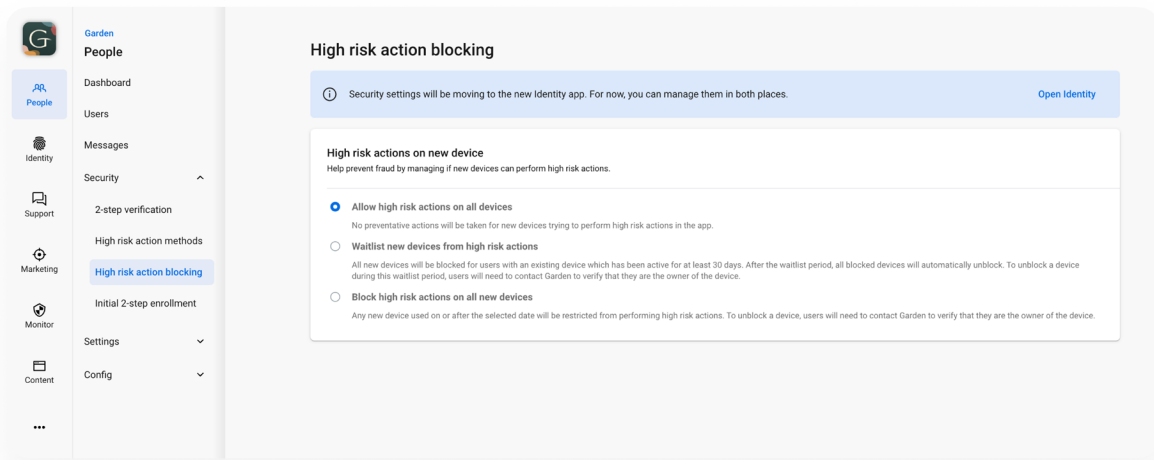 G
Garden
People
People
Dashboard
Users
Identity
Messages
Security
Support
2-step verification
High risk action methods
Marketing
High risk action blocking
Initial 2-step enrollment
Monitor
Settings
Content
Config
High risk action blocking
Security settings will be moving to the new Identity app. For now, you can manage them in both places.
Open Identity
High risk actions on new device
Help prevent fraud by managing if new devices can perform high risk actions.
Allow high risk actions on all devices
No preventative actions will be taken for new devices trying to perform high risk actions in the app.
Waitlist new devices from high risk actions
All new devices will be blocked for users with an existing device which has been active for at least 30 days. After the waitlist period, all blocked devices will automatically unblock. To unblock a device
during this waitlist period, users will need to contact Garden to verify that they are the owner of the device.
Block high risk actions on all new devices
Any new device used on or after the selected date will be restricted from performing high risk actions. To unblock a device, users will need to contact Garden to verify that they are the owner of the device.